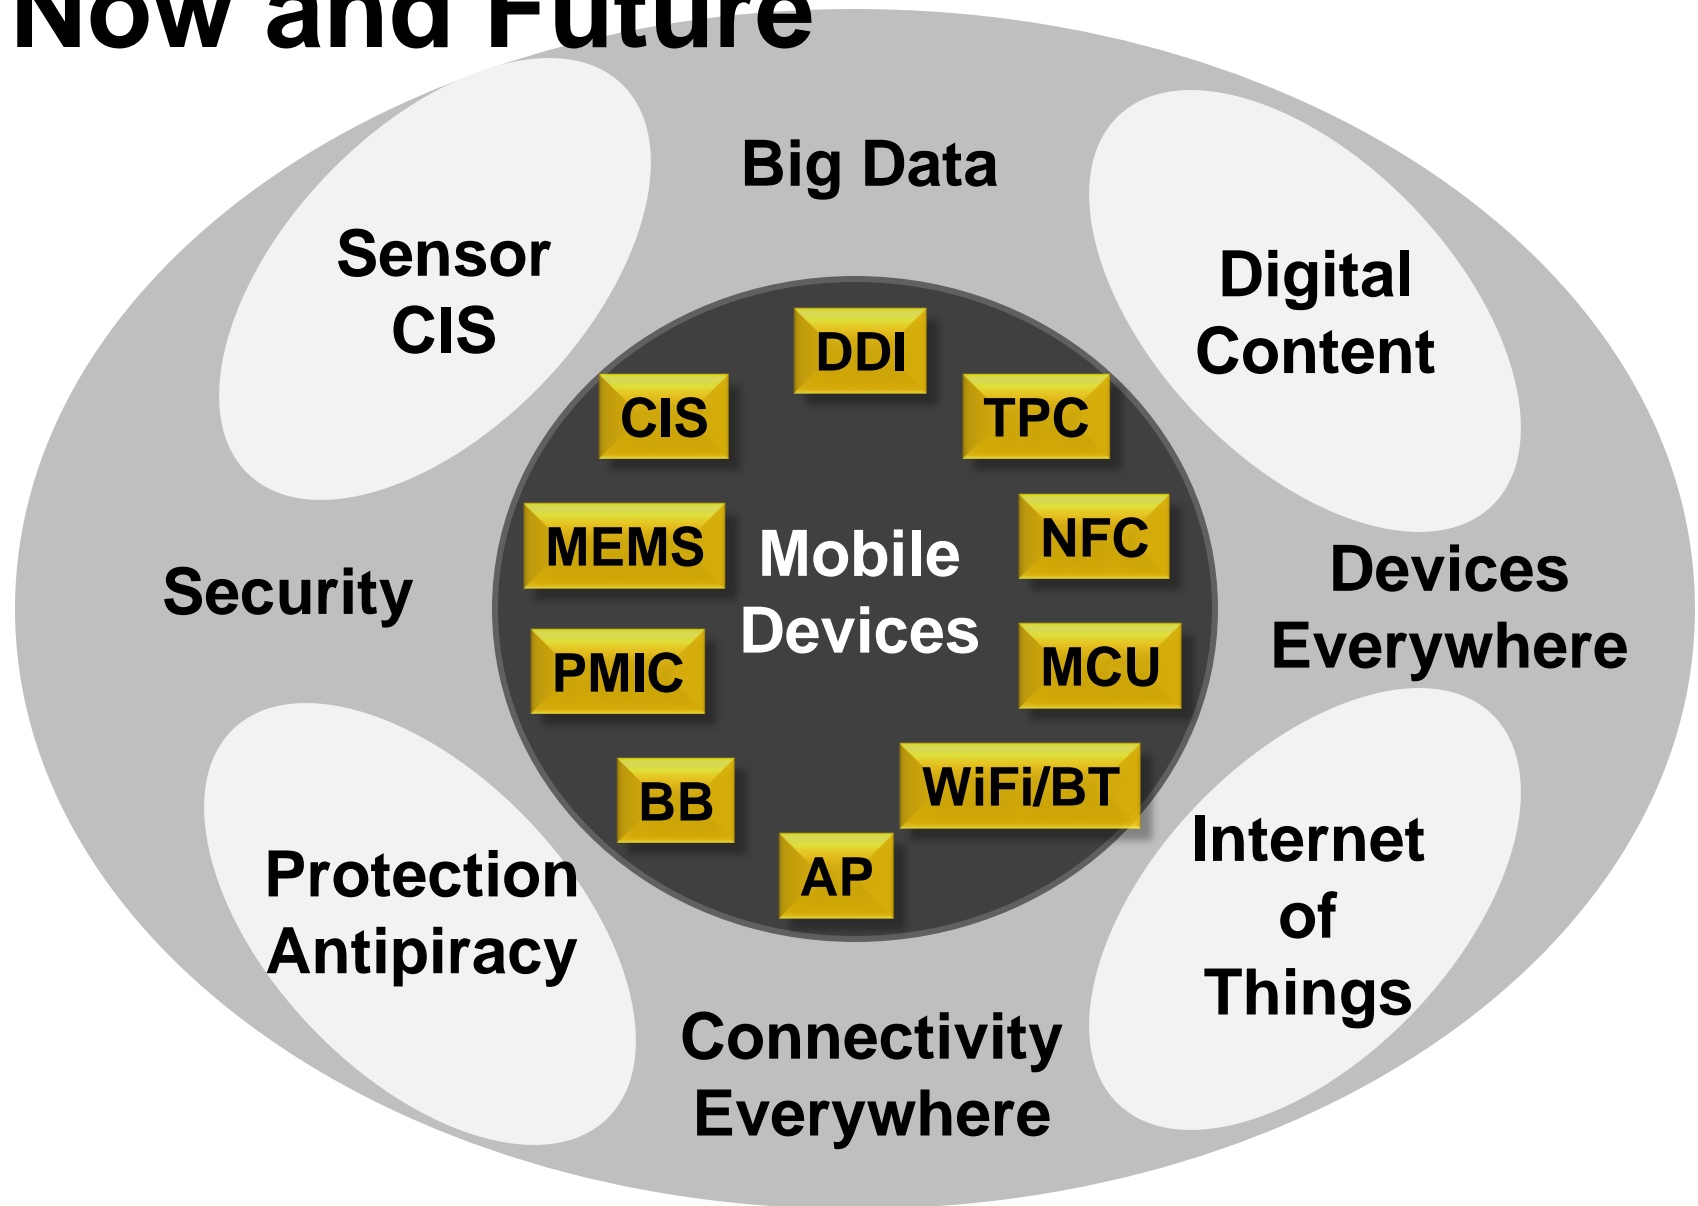 Now and Future
Big Data
Sensor
CIS
Digital
Content
DDI
CIS
TPC
MEMS
Mobile
Devices
NFC
Security
Devices
Everywhere
PMIC
MCU
BB
WiFi/BT
AP
Protection
Antipiracy
Internet
of
Things
Connectivity
Everywhere